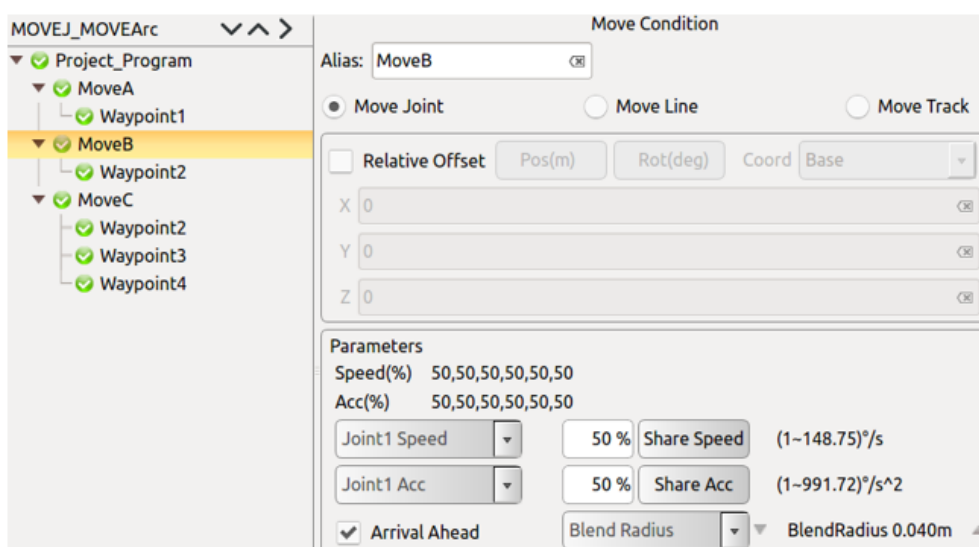 MOVEJ_MOVEArc
Project_Program
MoveA
Waypoint1
MoveB
Waypoint2
MoveC
Waypoint2
Waypoint3
Waypoint4
Move Condition
Alias: MoveB
Move Joint Move Line Move Track
Relative Offset Pos(m) Rot(deg) Coord Base
X 0
Y 0
Z 0
Parameters
Speed(%) 50,50,50,50,50,50
Acc(%) 50,50,50,50,50,50
Joint1 Speed 50 % Share Speed (1~148.75)°/s
Joint1 Acc 50 % Share Acc (1~991.72)°/s^2
Arrival Ahead Blend Radius BlendRadius 0.040m